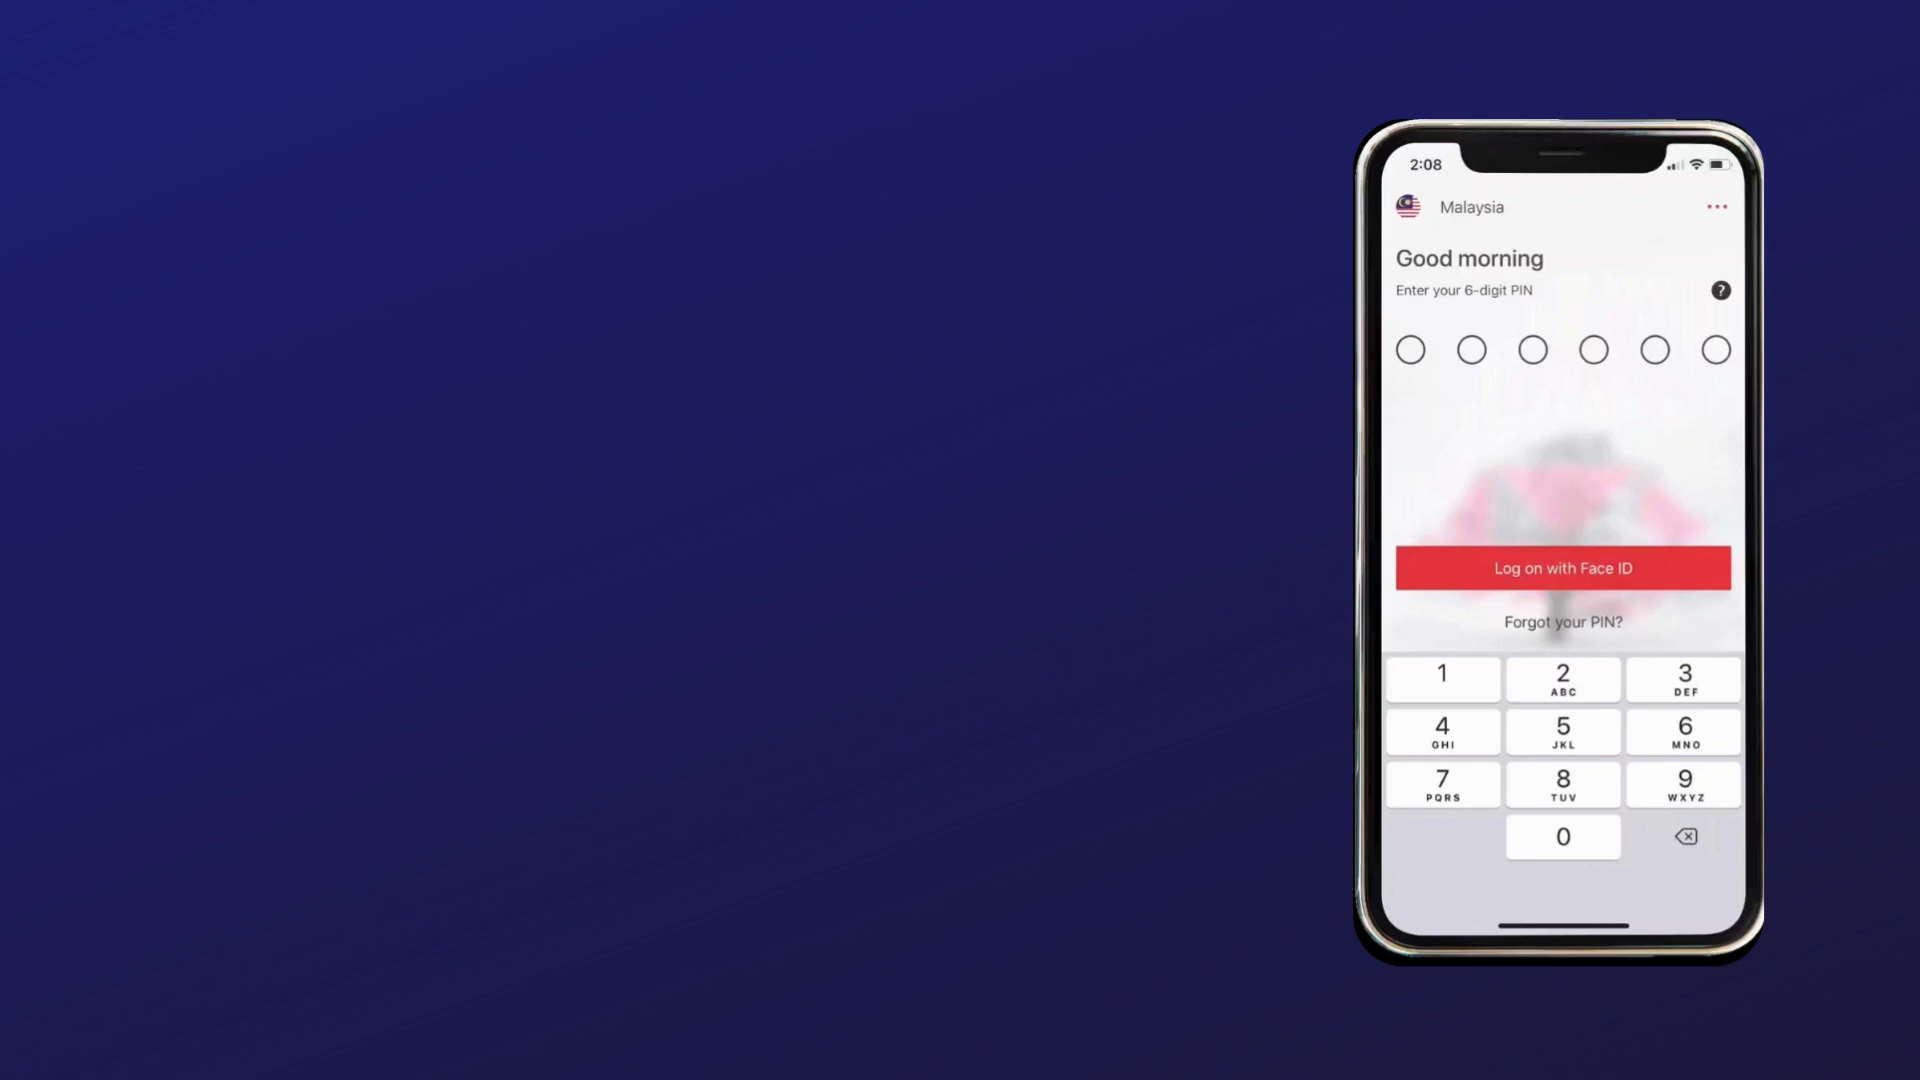 2:08
Malaysia
Good morning
Enter your 6-digit PIN
?
Log on with Face ID
Forgot your PIN?
1 2 3
ABC DEF
4 5 6
GHI JKL MNO
7 8 9
PQRS TUV WXYZ
0